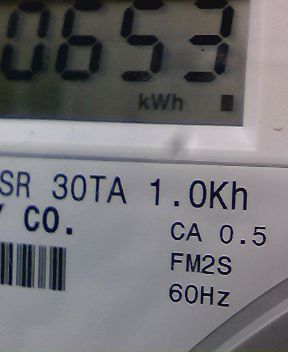 0653
kWh
SR 30TA 1.0Kh
Y CO.
CA 0.5
FM2S
60Hz